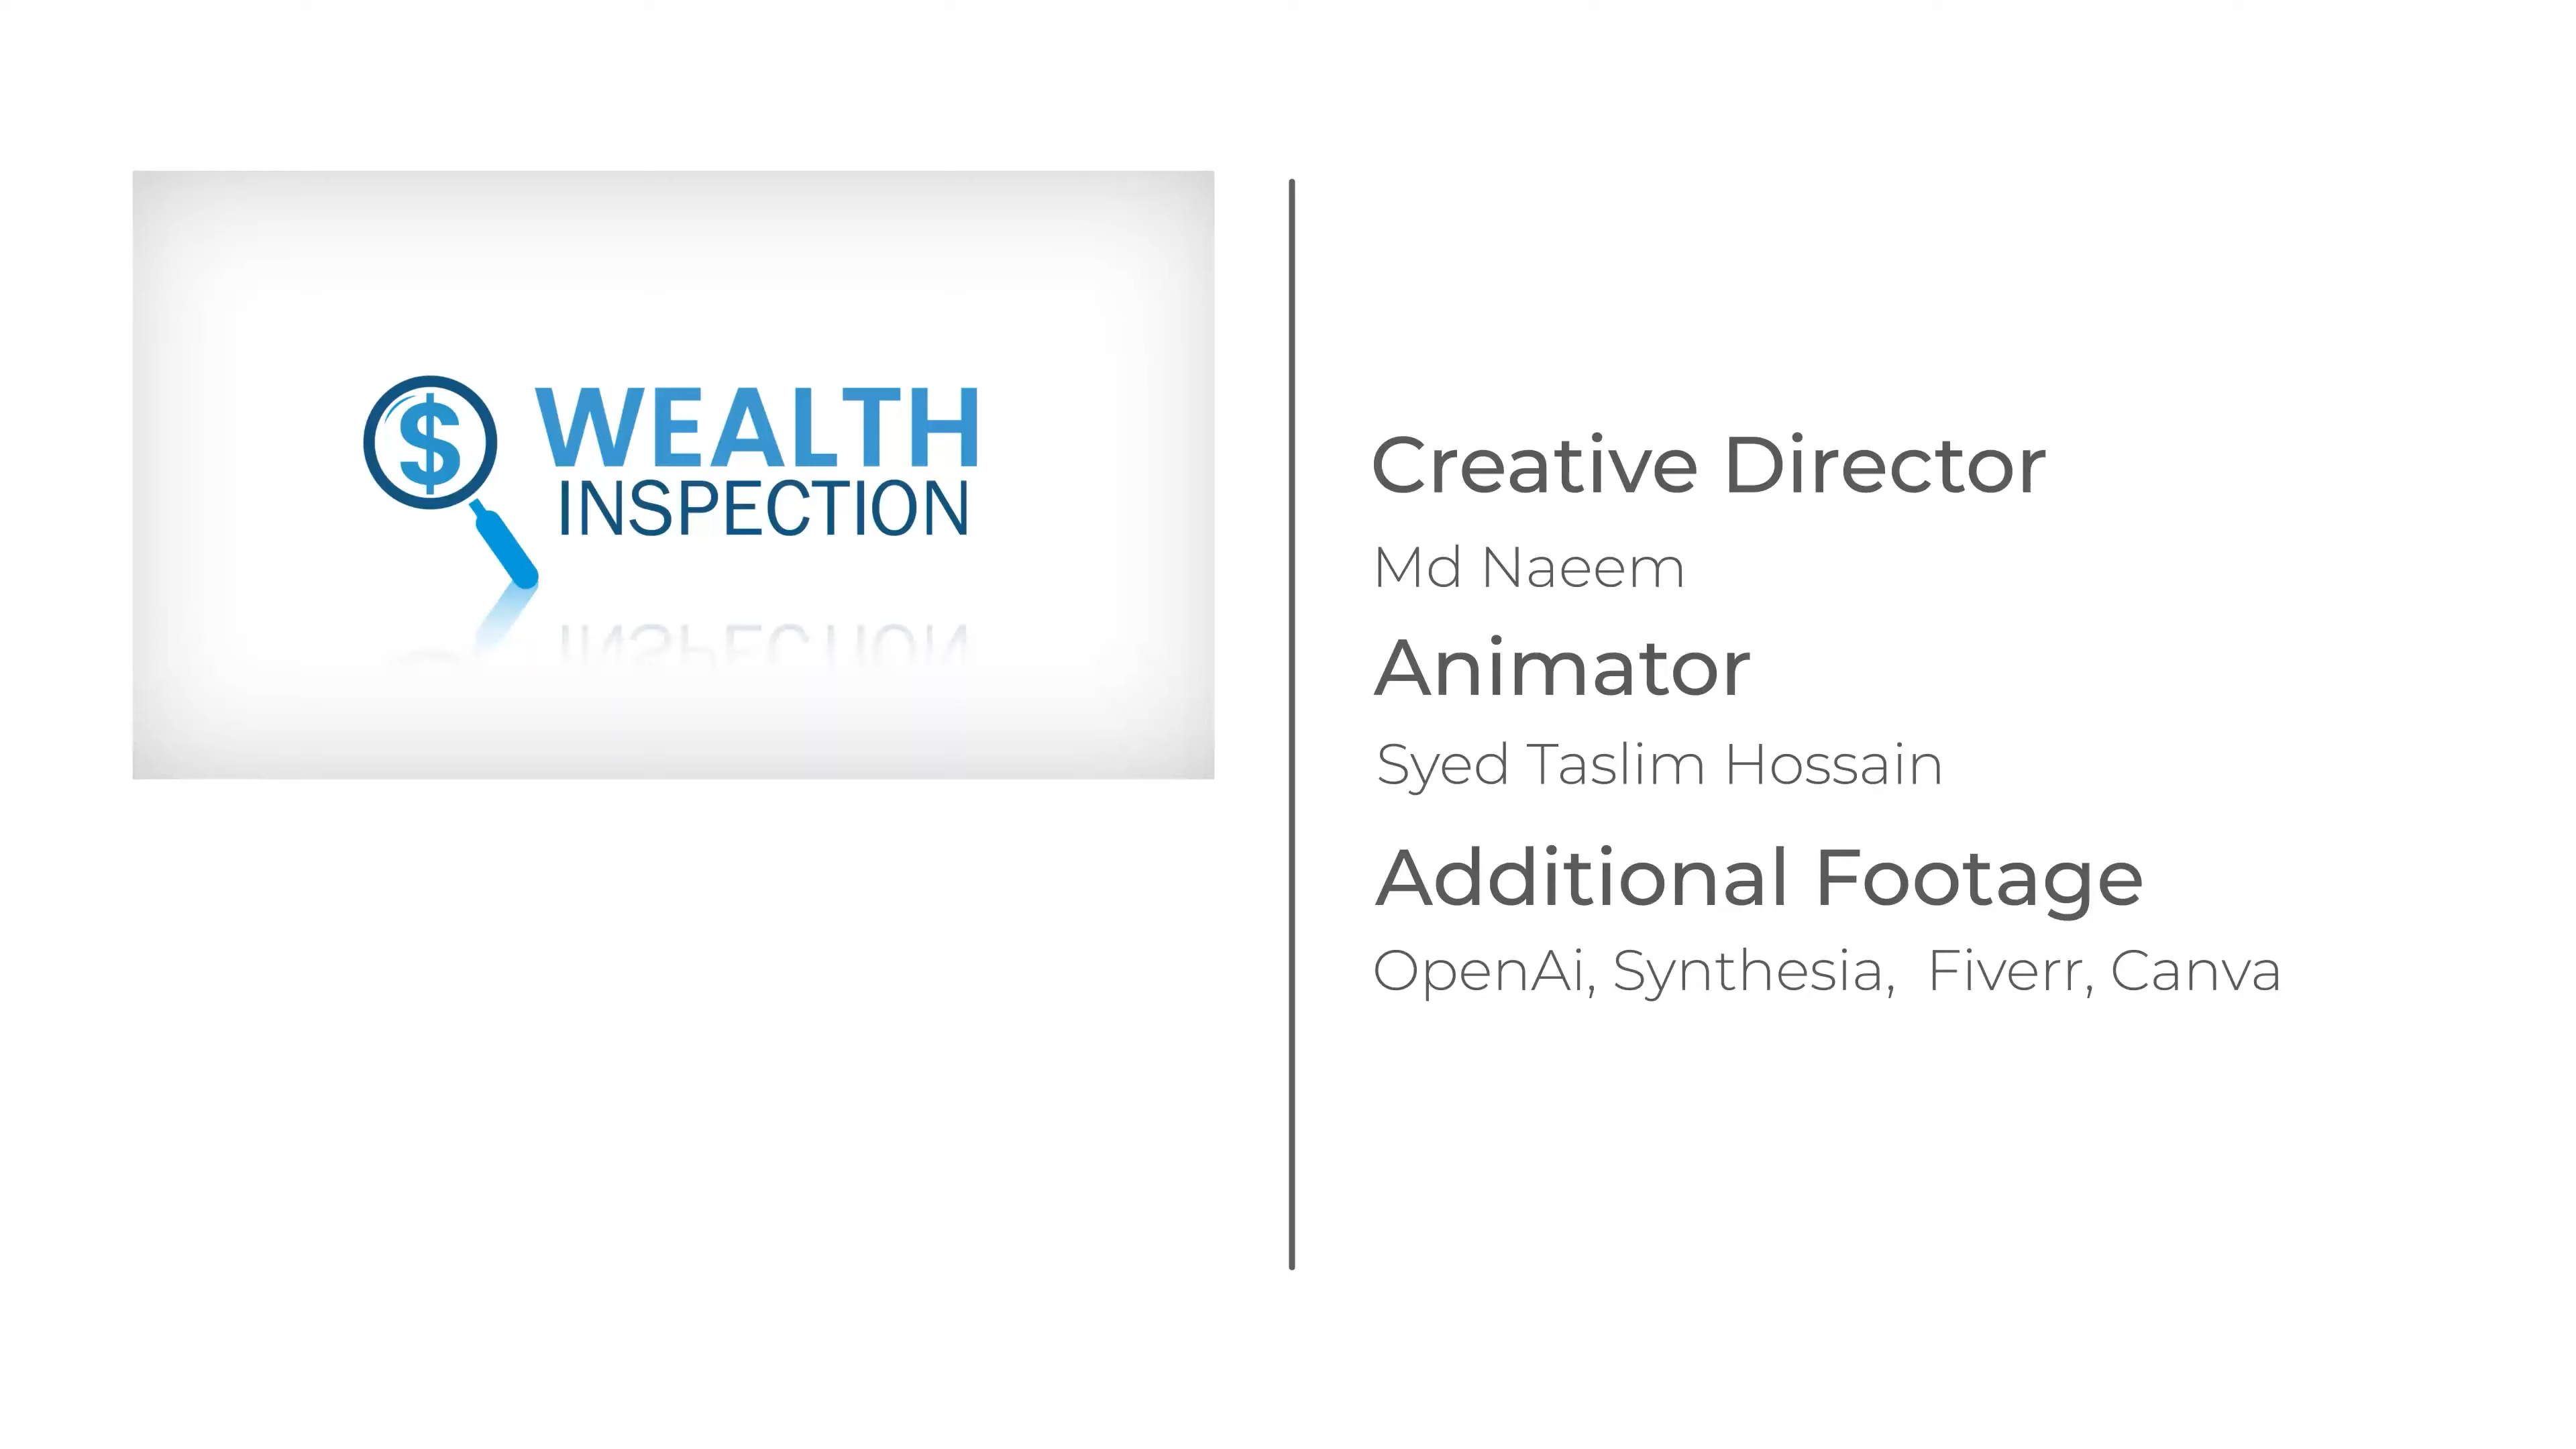 $
WEALTH
INSPECTION
Creative Director
Md Naeem
Animator
Syed Taslim Hossain
Additional Footage
OpenAi, Synthesia,  Fiverr, Canva